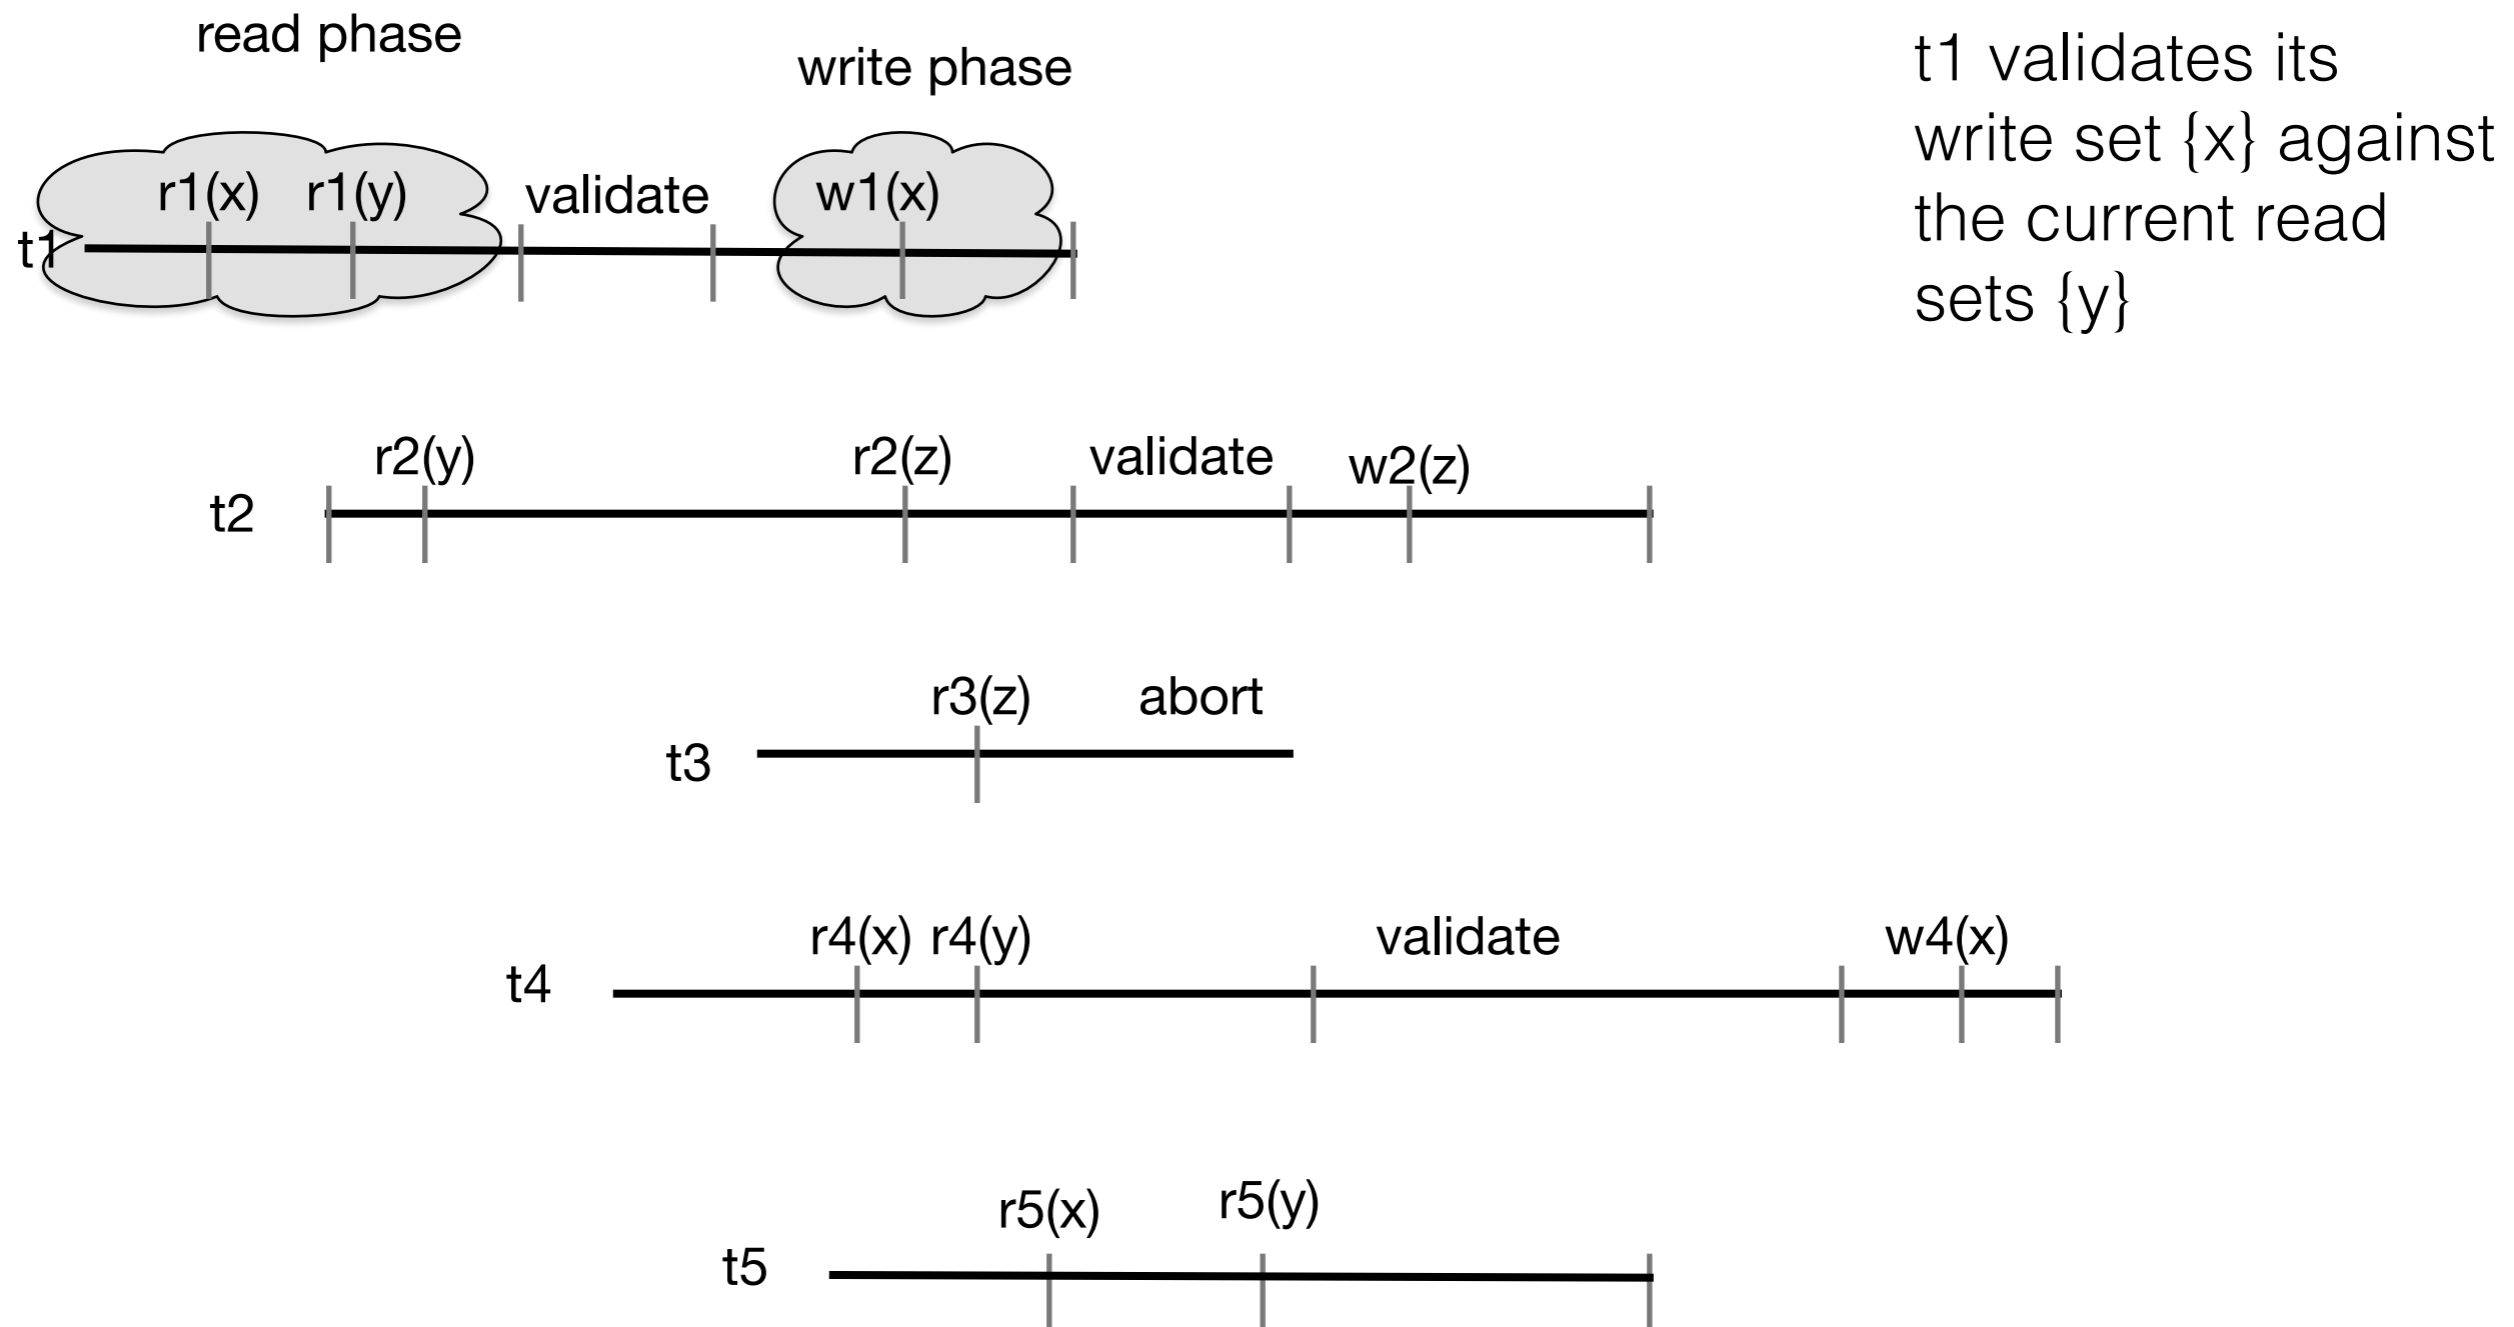 read phase
write phase
t1 validates its
write set {x} against
the current read
sets {y}
r1(x) r1(y) validate w1(x)
t1
r2(y) r2(z) validate w2(z)
t2
r3(z) abort
t3
r4(x) r4(y) validate w4(x)
t4
r5(x) r5(y)
t5